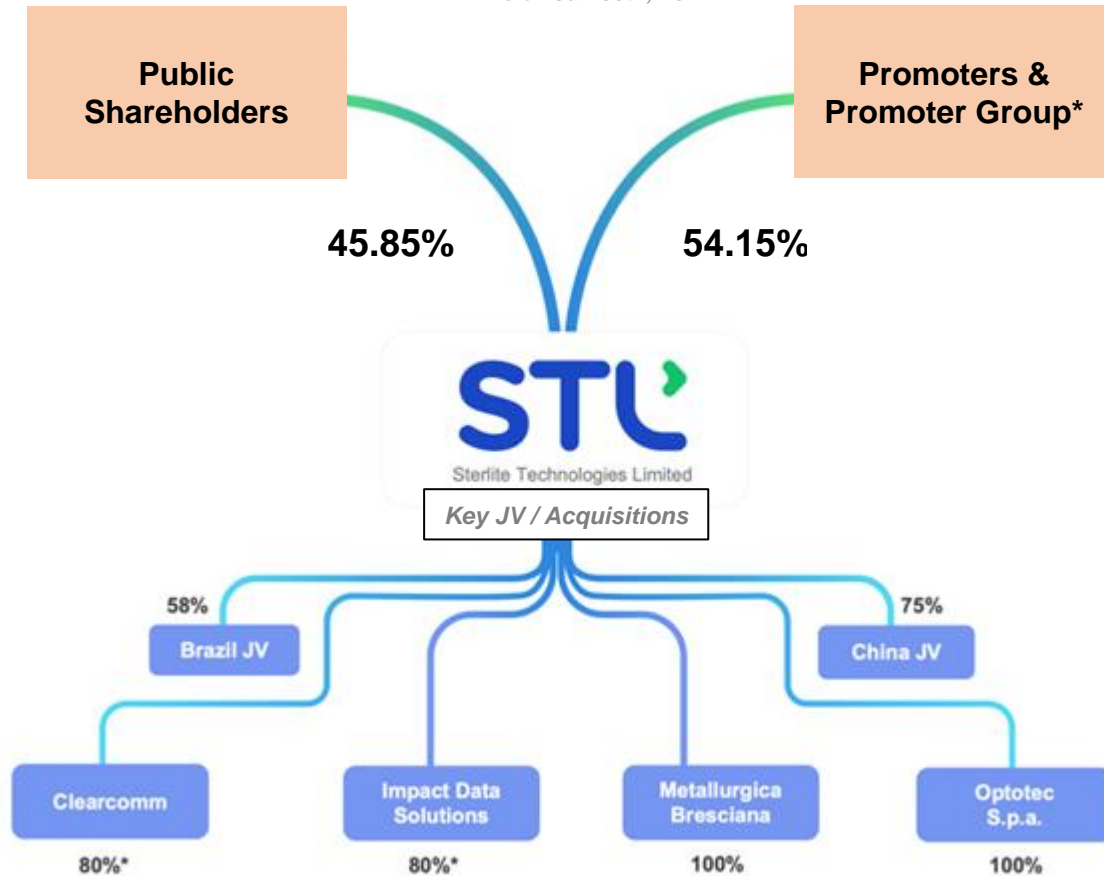 Public
Shareholders
Promoters &
Promoter Group*
45.85%
54.15%
STL
Sterlite Technologies Limited
Key JV / Acquisitions
58%
75%
Brazil JV
China JV
Clearcomm
Impact Data
Solutions
Metallurgica
Bresciana
Optotec
S.p.a.
80%*
80%*
100%
100%